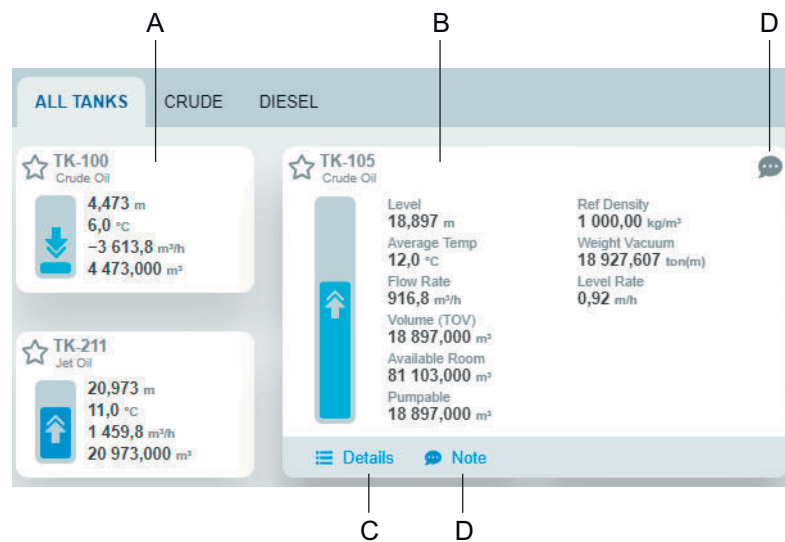 A
B
D
ALL TANKS CRUDE DIESEL
TK-100
Crude Oil
4,473 m
6,0 °C
−3 613,8 m³/h
4 473,000 m³
TK-211
Jet Oil
20,973 m
11,0 °C
1 459,8 m³/h
20 973,000 m³
TK-105
Crude Oil
Level
18,897 m
Average Temp
12,0 °C
Flow Rate
916,8 m³/h
Volume (TOV)
18 897,000 m³
Available Room
81 103,000 m³
Pumpable
18 897,000 m³
Ref Density
1 000,00 kg/m³
Weight Vacuum
18 927,607 ton(m)
Level Rate
0,92 m/h
Details Note
C
D